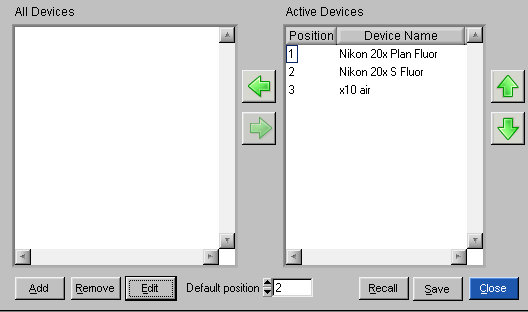 All Devices
Active Devices
Position Device Name
1 Nikon 20x Plan Fluor
2 Nikon 20x S Fluor
3 x10 air
Add Remove Edit Default position 2 Recall Save Close